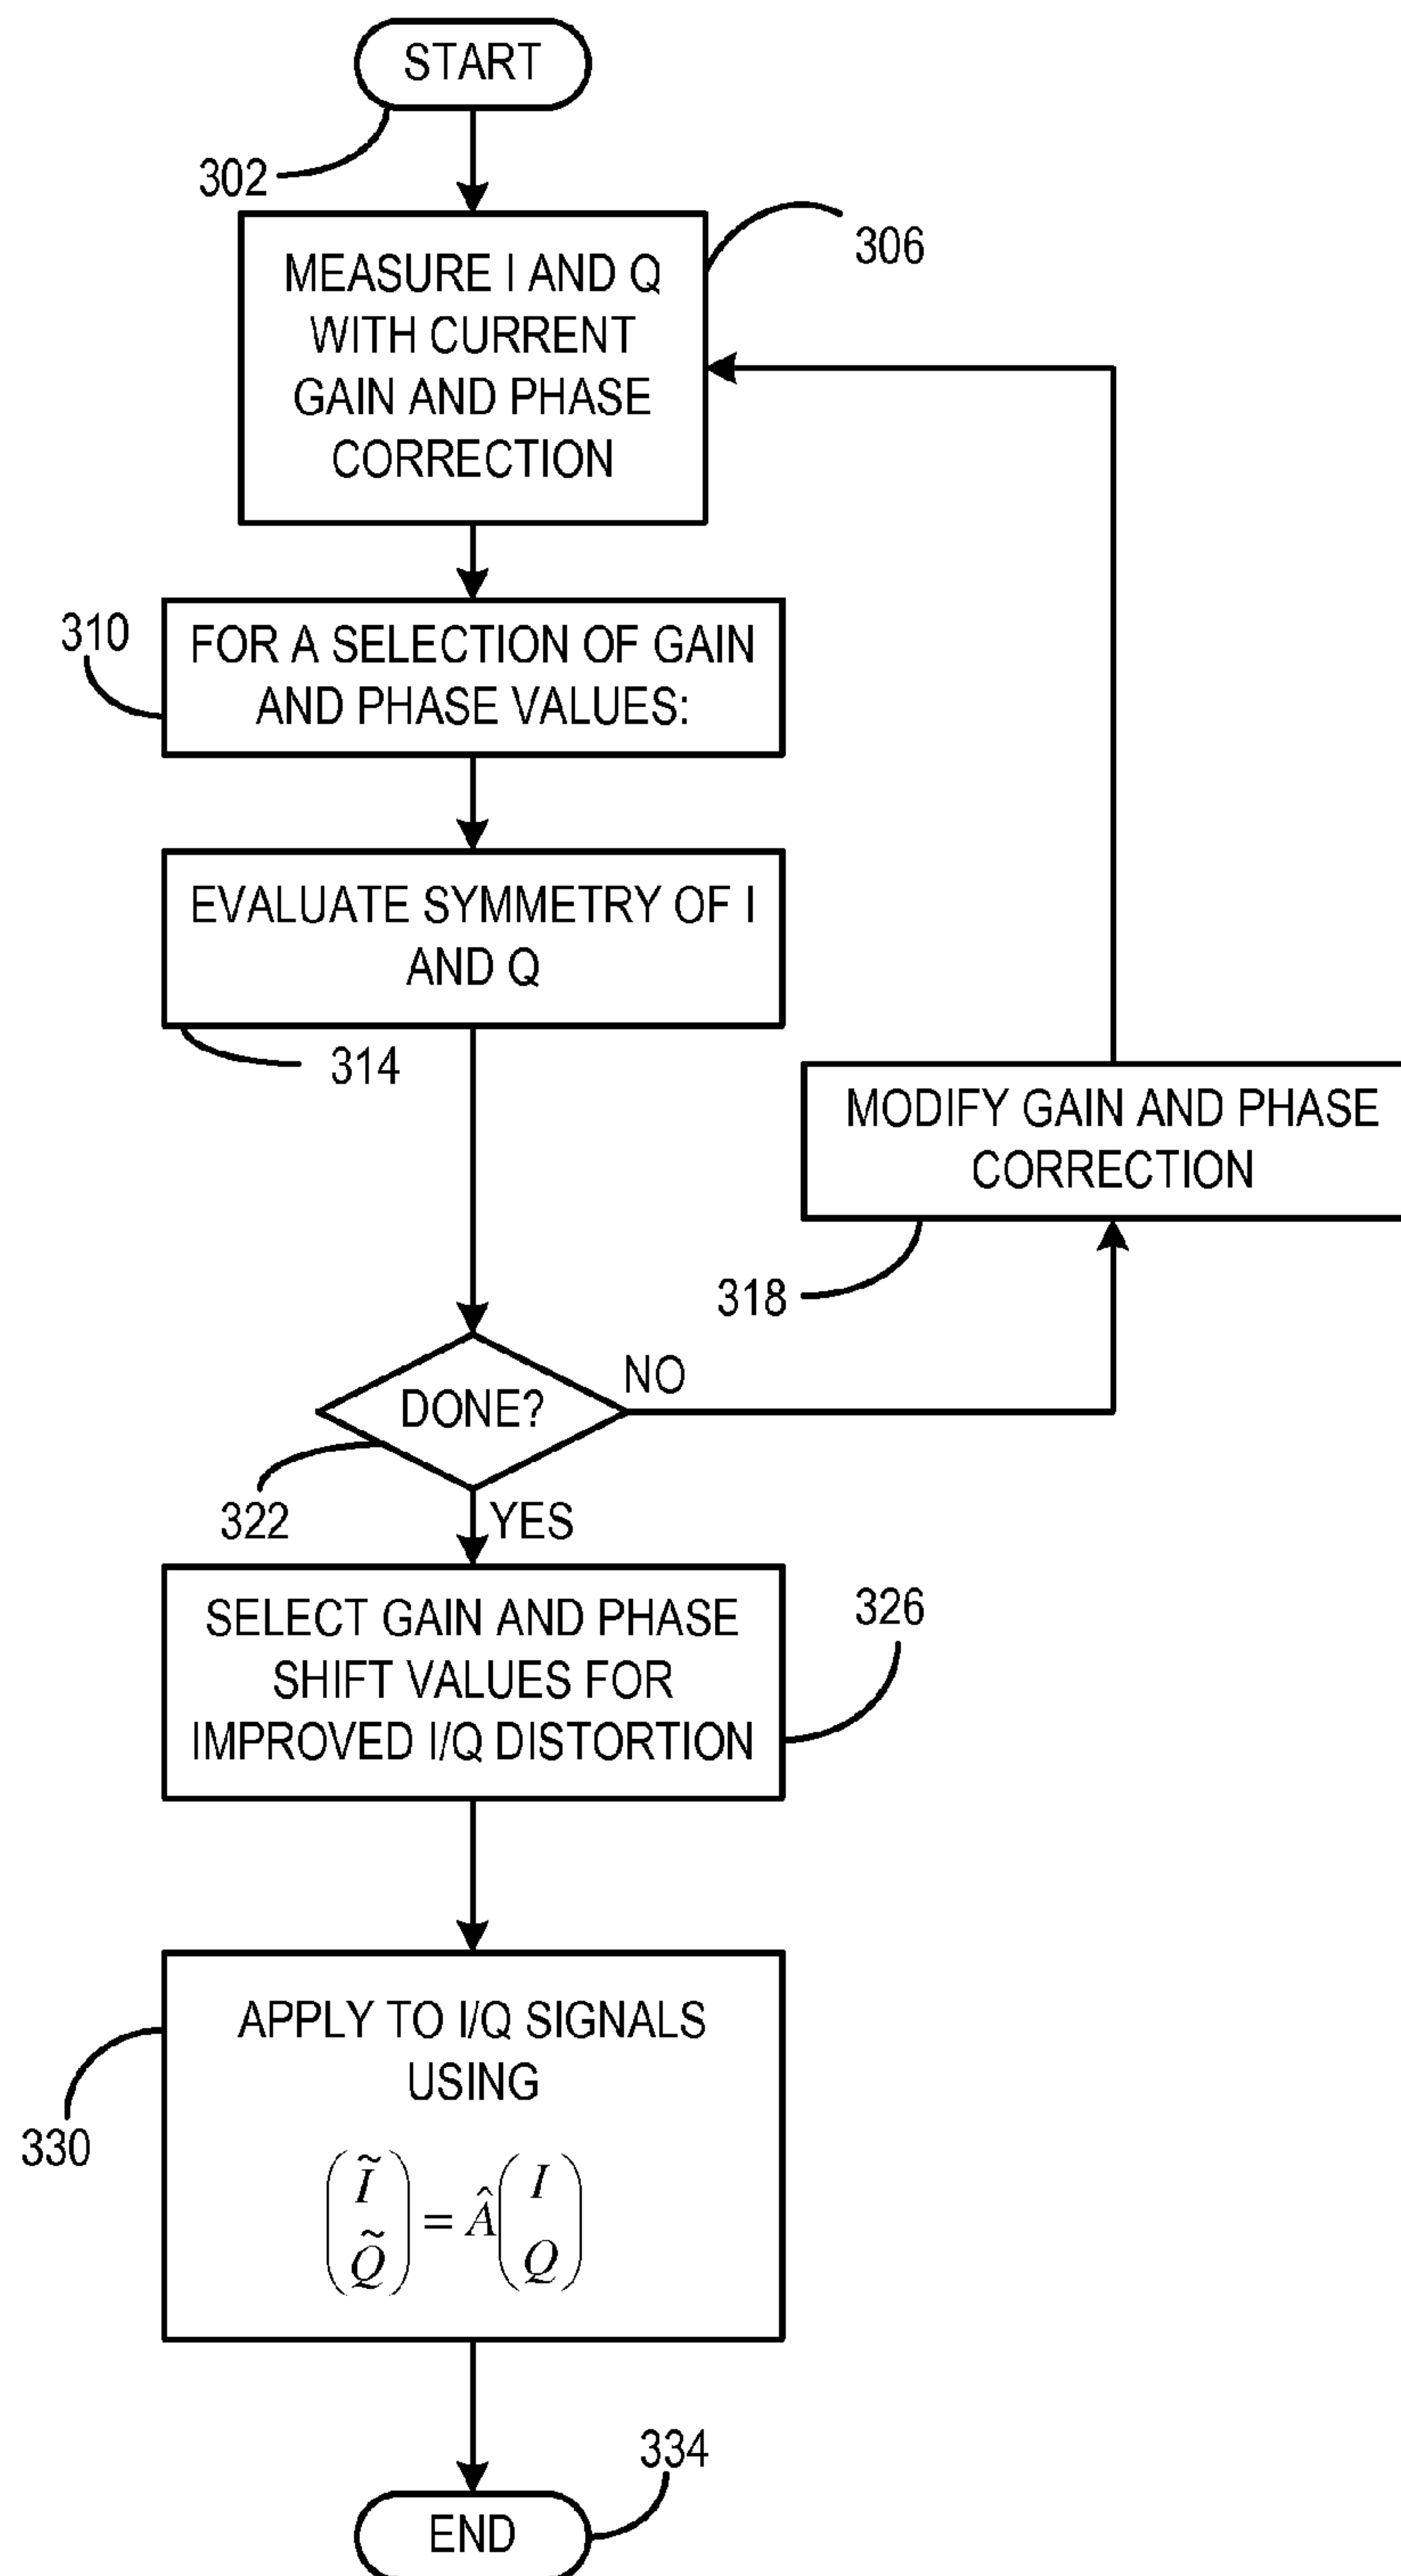 START
302
MEASURE I AND Q
WITH CURRENT
GAIN AND PHASE
CORRECTION
306
310
FOR A SELECTION OF GAIN
AND PHASE VALUES:
EVALUATE SYMMETRY OF I
AND Q
314
MODIFY GAIN AND PHASE
CORRECTION
318
DONE?
NO
322
YES
SELECT GAIN AND PHASE
SHIFT VALUES FOR
IMPROVED I/Q DISTORTION
326
APPLY TO I/Q SIGNALS
USING
(Ĩ Q̃) = Â(I Q)
330
334
END